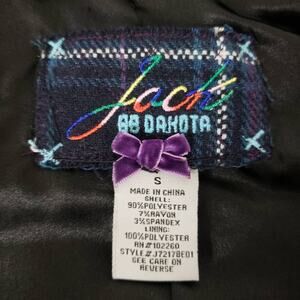 Jack
BB DAKOTA
S
MADE IN CHINA
SHELL:
90%POLYESTER
7%RAYON
3%SPANDEX
LINING:
100%POLYESTER
RN#102260
STYLE#J7217BE01
SEE CARE ON
REVERSE